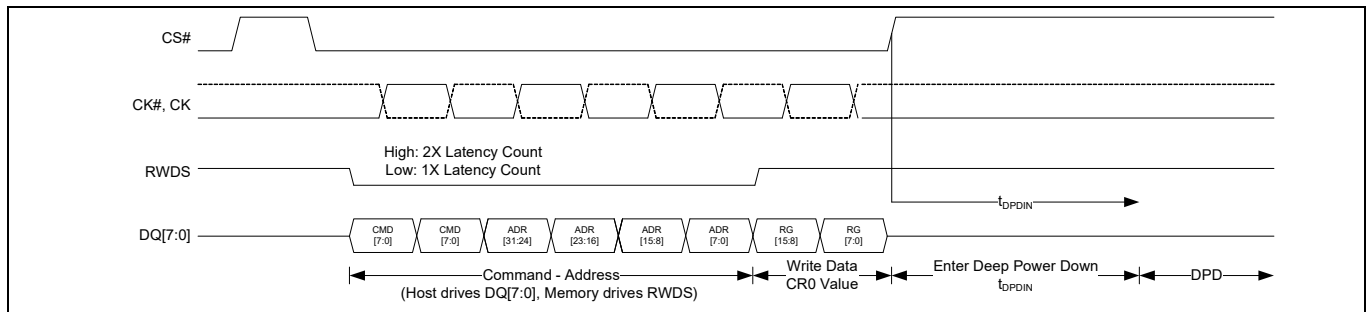 CS#
CK#, CK
High: 2X Latency Count
Low: 1X Latency Count
RWDS
tDPDIN
DQ[7:0]
CMD [7:0]
CMD [7:0]
ADR [31:24]
ADR [23:16]
ADR [15:8]
ADR [7:0]
RG [15:8]
RG [7:0]
Command - Address
(Host drives DQ[7:0], Memory drives RWDS)
Write Data
CR0 Value
Enter Deep Power Down
tDPDIN
DPD